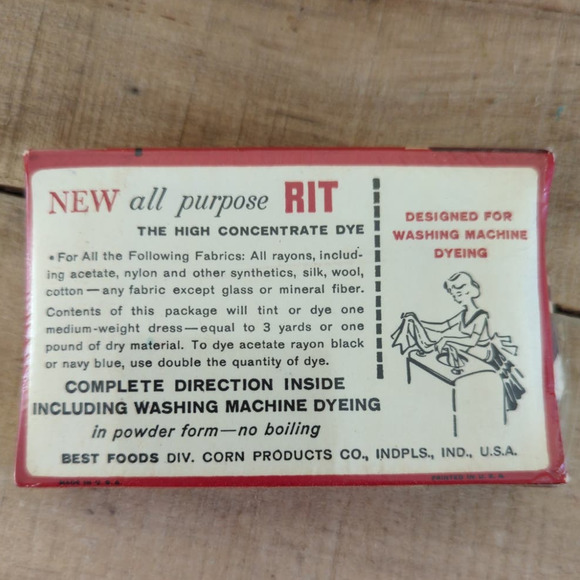 NEW all purpose RIT
THE HIGH CONCENTRATE DYE
• For All the Following Fabrics: All rayons, includ-
ing acetate, nylon and other synthetics, silk, wool,
cotton — any fabric except glass or mineral fiber.
Contents of this package will tint or dye one
medium-weight dress — equal to 3 yards or one
pound of dry material. To dye acetate rayon black
or navy blue, use double the quantity of dye.
COMPLETE DIRECTION INSIDE
INCLUDING WASHING MACHINE DYEING
in powder form — no boiling
DESIGNED FOR
WASHING MACHINE
DYEING
BEST FOODS DIV. CORN PRODUCTS CO., INDPLS., IND., U.S.A.
MADE IN U.S.A.
PRINTED IN U.S.A.